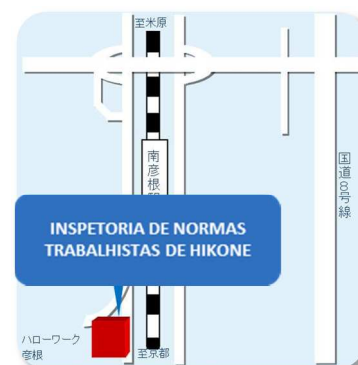 至米原
南彦根
国道8号線
INSPETORIA DE NORMAS
TRABALHISTAS DE HIKONE
ハローワーク
彦根
至京都